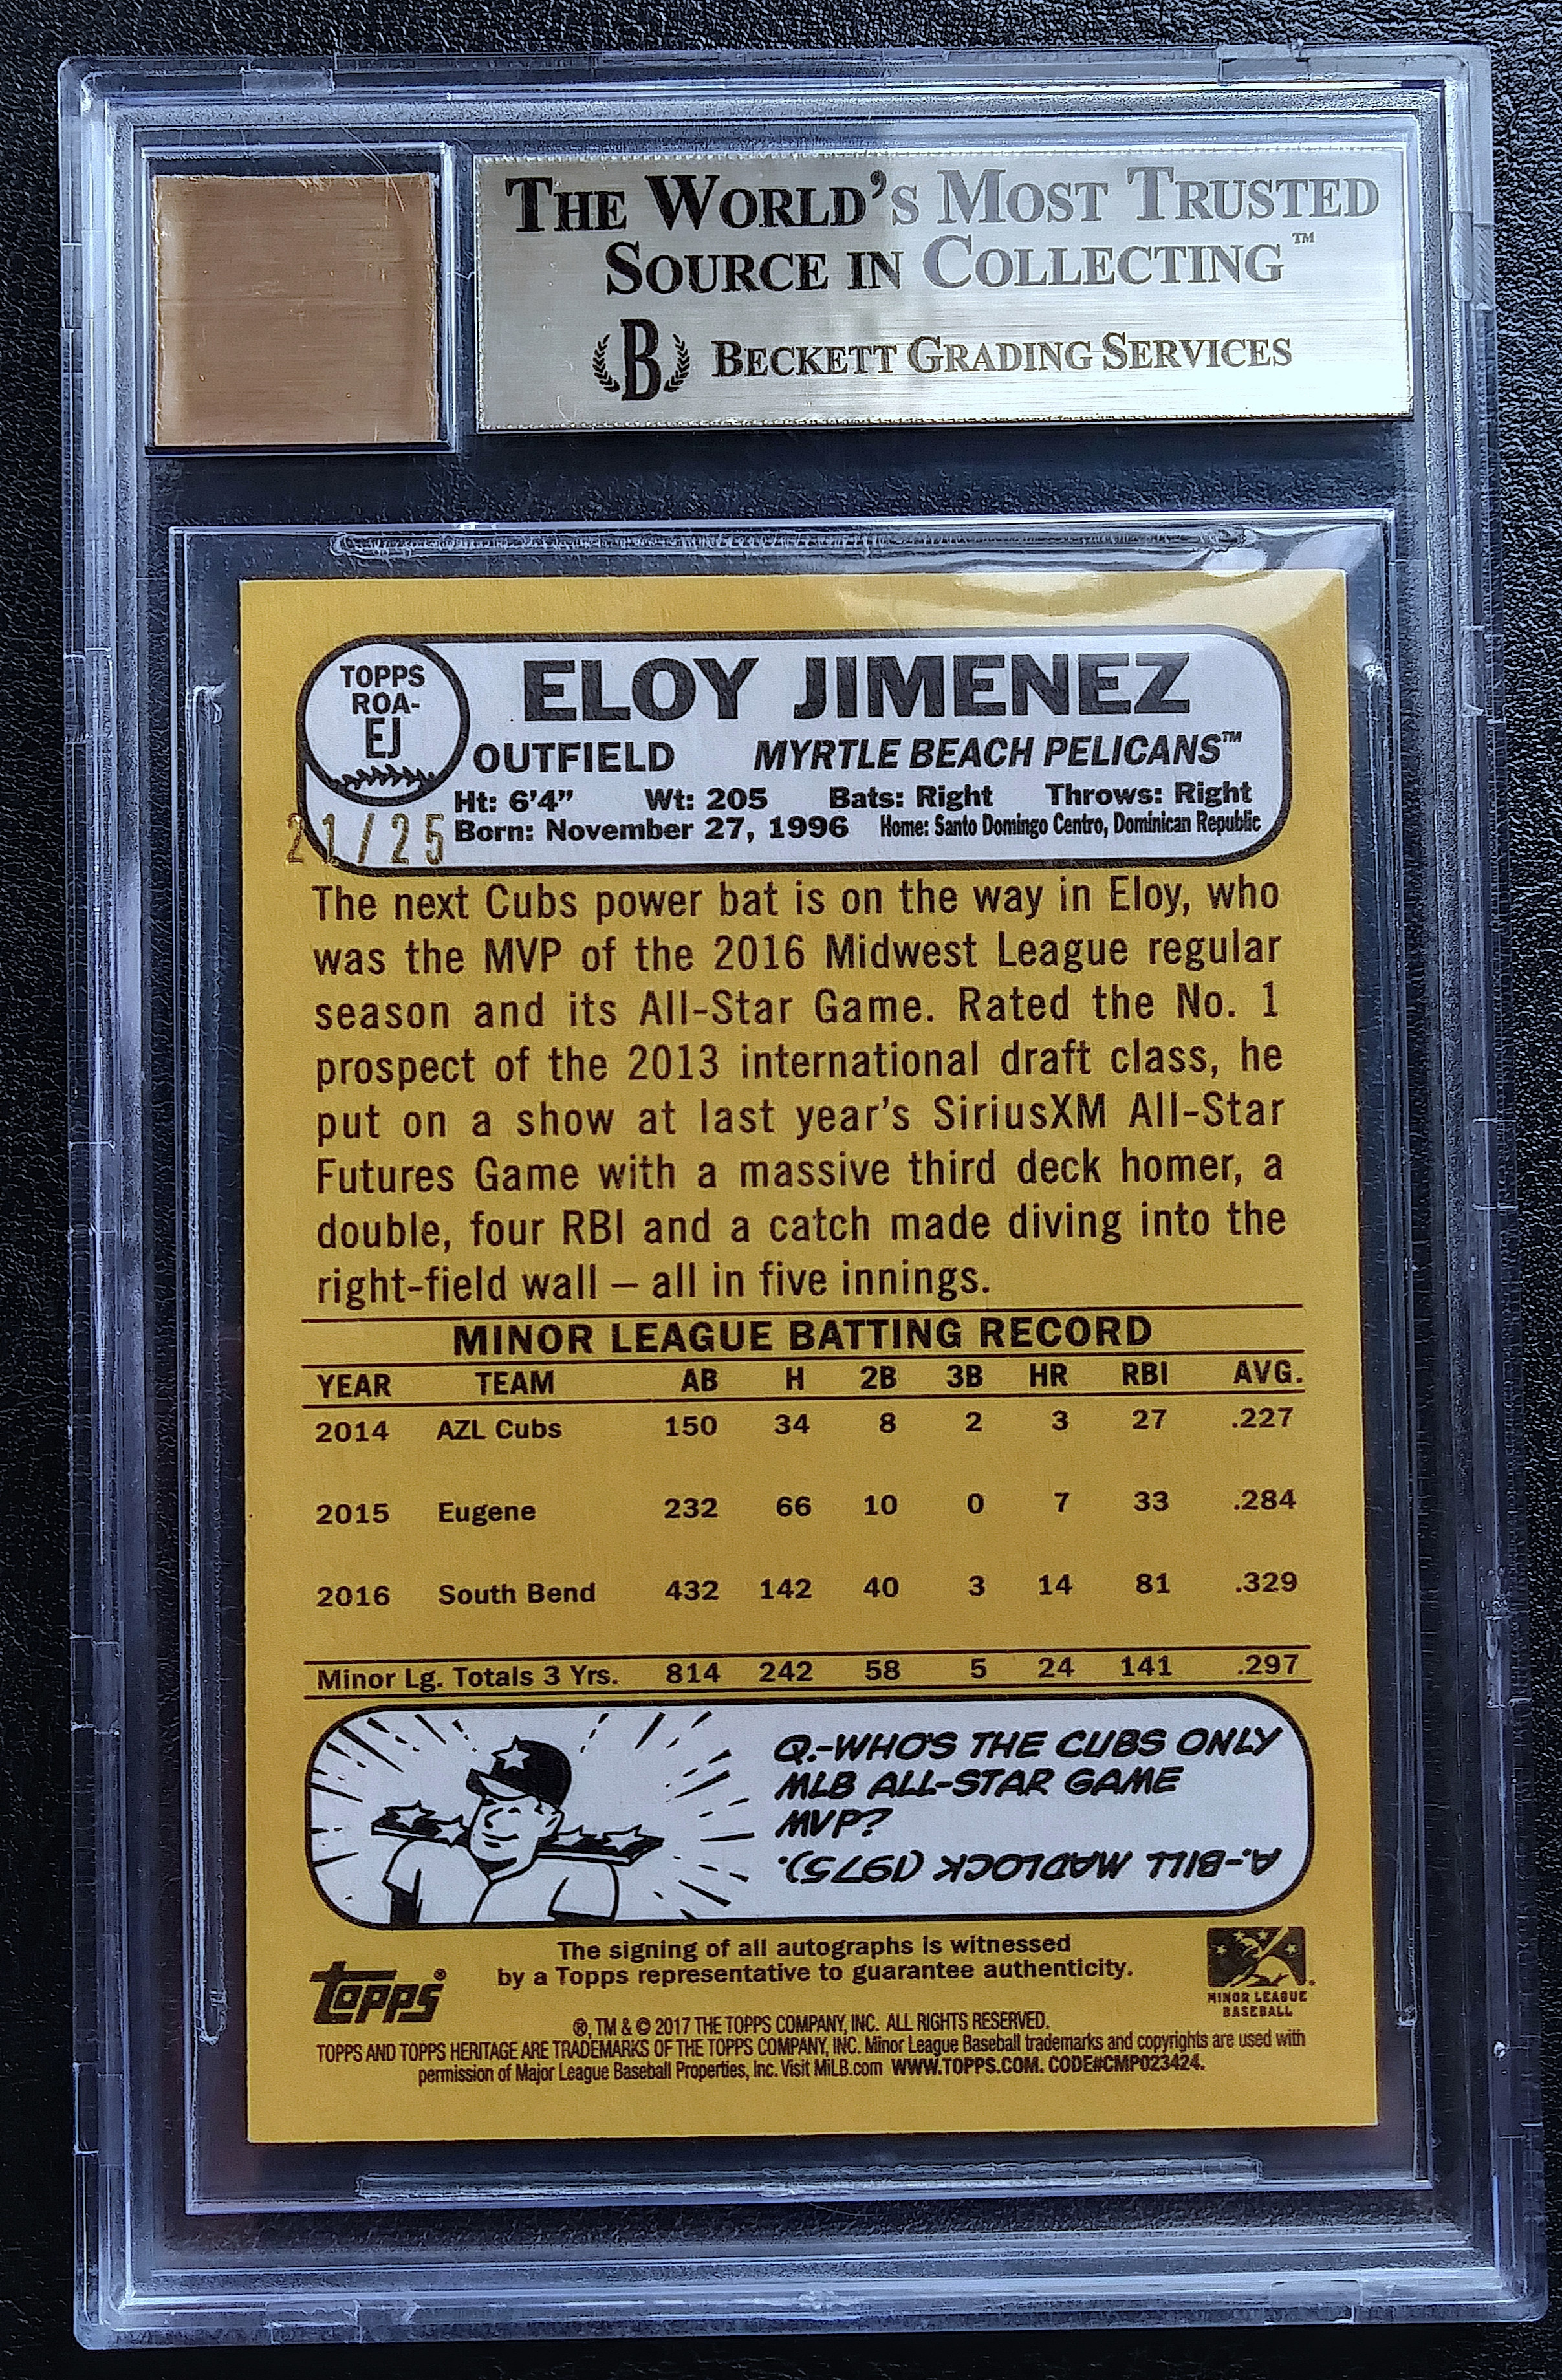 THE WORLD'S MOST TRUSTED
SOURCE IN COLLECTING™
B BECKETT GRADING SERVICES
TOPPS
ROA-
EJ
ELOY JIMENEZ
OUTFIELD MYRTLE BEACH PELICANS™
Ht: 6'4" Wt: 205 Bats: Right Throws: Right
Born: November 27, 1996 Home: Santo Domingo Centro, Dominican Republic
21/25
The next Cubs power bat is on the way in Eloy, who
was the MVP of the 2016 Midwest League regular
season and its All-Star Game. Rated the No. 1
prospect of the 2013 international draft class, he
put on a show at last year's SiriusXM All-Star
Futures Game with a massive third deck homer, a
double, four RBI and a catch made diving into the
right-field wall – all in five innings.
MINOR LEAGUE BATTING RECORD
YEAR TEAM AB H 2B 3B HR RBI AVG.
2014 AZL Cubs 150 34 8 2 3 27 .227
2015 Eugene 232 66 10 0 7 33 .284
2016 South Bend 432 142 40 3 14 81 .329
Minor Lg. Totals 3 Yrs. 814 242 58 5 24 141 .297
Q.-WHO'S THE CUBS ONLY
MLB ALL-STAR GAME
MVP?
A.-BILL MADLOCK (1975).
The signing of all autographs is witnessed
by a Topps representative to guarantee authenticity.
Topps®
MINOR LEAGUE
BASEBALL
®, TM & © 2017 THE TOPPS COMPANY, INC. ALL RIGHTS RESERVED.
TOPPS AND TOPPS HERITAGE ARE TRADEMARKS OF THE TOPPS COMPANY, INC. Minor League Baseball trademarks and copyrights are used with
permission of Major League Baseball Properties, Inc. Visit MiLB.com WWW.TOPPS.COM. CODE#CMP023424.